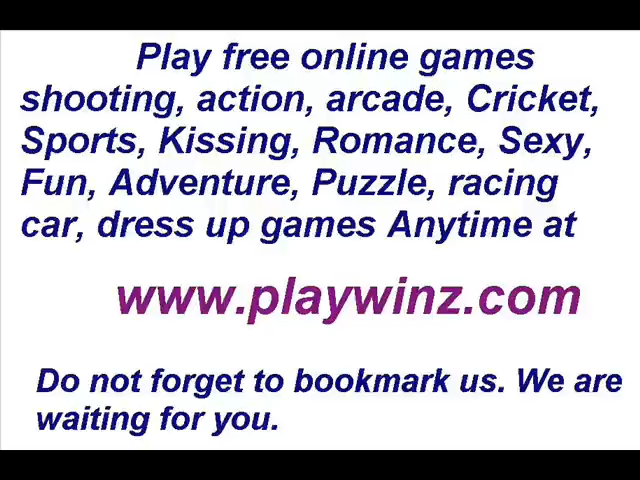 Play free online games
shooting, action, arcade, Cricket,
Sports, Kissing, Romance, Sexy,
Fun, Adventure, Puzzle, racing
car, dress up games Anytime at
www.playwinz.com
Do not forget to bookmark us. We are
waiting for you.